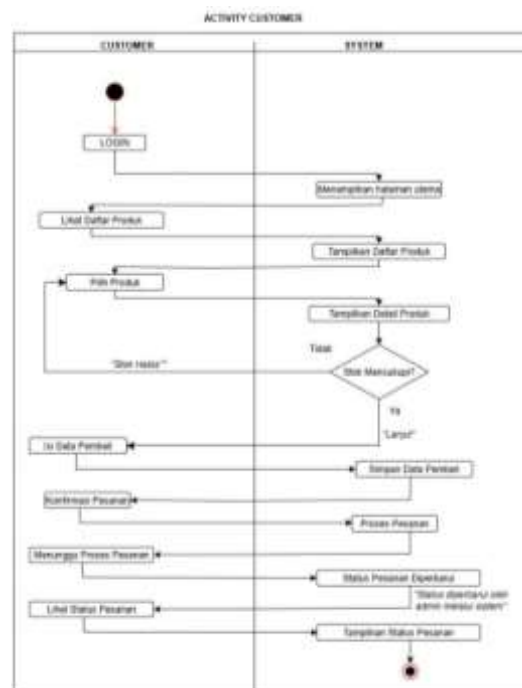 ACTIVITY CUSTOMER
CUSTOMER
SYSTEM
LOGIN
Menampilkan halaman utama
Lihat Daftar Produk
Tampilkan Daftar Produk
Pilih Produk
Tampilkan Detail Produk
Tidak
"Stok Habis"
Stok Mencukupi?
Ya
"Lanjut"
Isi Data Pembeli
Simpan Data Pembeli
Konfirmasi Pesanan
Proses Pesanan
Menunggu Proses Pesanan
Status Pesanan Diperbarui
"Status diperbarui oleh
admin melalui system"
Lihat Status Pesanan
Tampilkan Status Pesanan